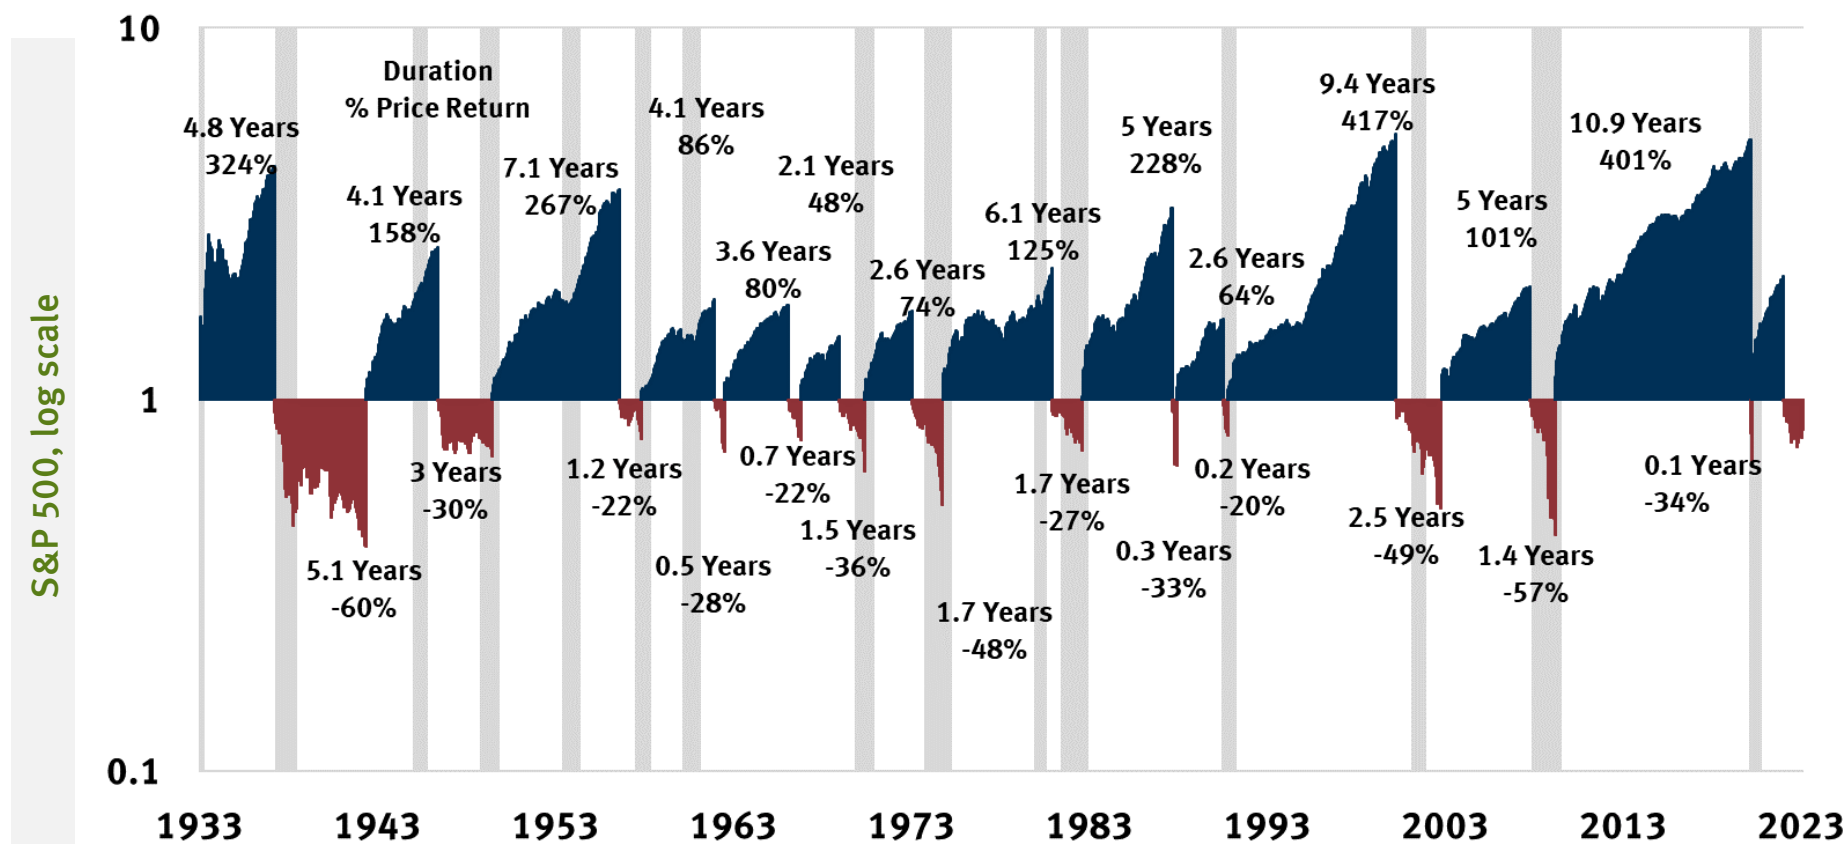 S&P 500, log scale
10
1
0.1
Duration
% Price Return
4.8 Years
324%
4.1 Years
158%
7.1 Years
267%
4.1 Years
86%
3.6 Years
80%
2.1 Years
48%
2.6 Years
74%
6.1 Years
125%
5 Years
228%
2.6 Years
64%
9.4 Years
417%
5 Years
101%
10.9 Years
401%
5.1 Years
-60%
3 Years
-30%
1.2 Years
-22%
0.5 Years
-28%
0.7 Years
-22%
1.5 Years
-36%
1.7 Years
-48%
1.7 Years
-27%
0.3 Years
-33%
0.2 Years
-20%
2.5 Years
-49%
1.4 Years
-57%
0.1 Years
-34%
1933
1943
1953
1963
1973
1983
1993
2003
2013
2023